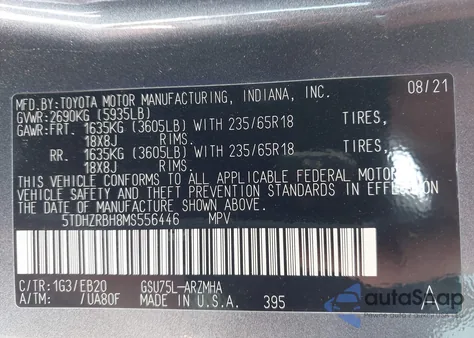 MFD.BY:TOYOTA MOTOR MANUFACTURING, INDIANA, INC. 08/21
GVWR:2690KG (5935LB)
GAWR:FRT. 1635KG (3605LB) WITH 235/65R18 TIRES,
18X8J RIMS.
RR. 1635KG (3605LB) WITH 235/65R18 TIRES,
18X8J RIMS.
THIS VEHICLE CONFORMS TO ALL APPLICABLE FEDERAL MOTOR
VEHICLE SAFETY AND THEFT PREVENTION STANDARDS IN EFFECT ON
THE DATE OF MANUFACTURE SHOWN ABOVE.
5TDHZRBH8MS556446 MPV
C/TR:1G3/EB20 GSU75L-ARZMHA
A/TM: /UA80F MADE IN U.S.A. 395 A
autaSnap